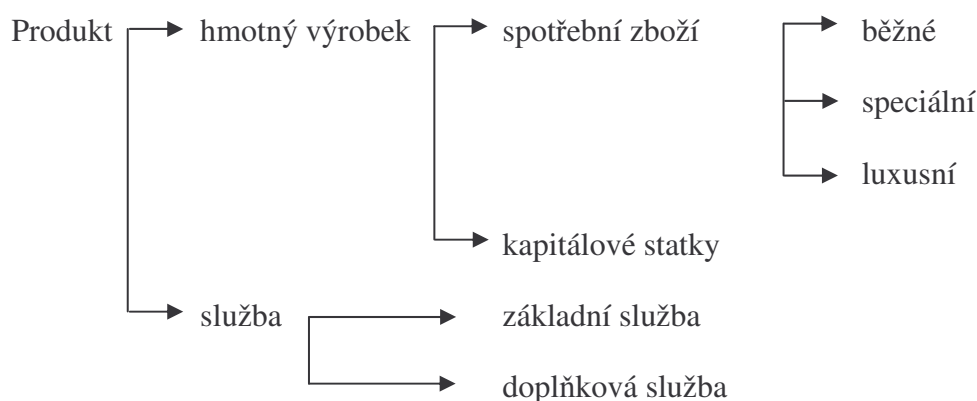 Produkt hmotný výrobek spotřební zboží běžné
speciální
luxusní
kapitálové statky
služba základní služba
doplňková služba